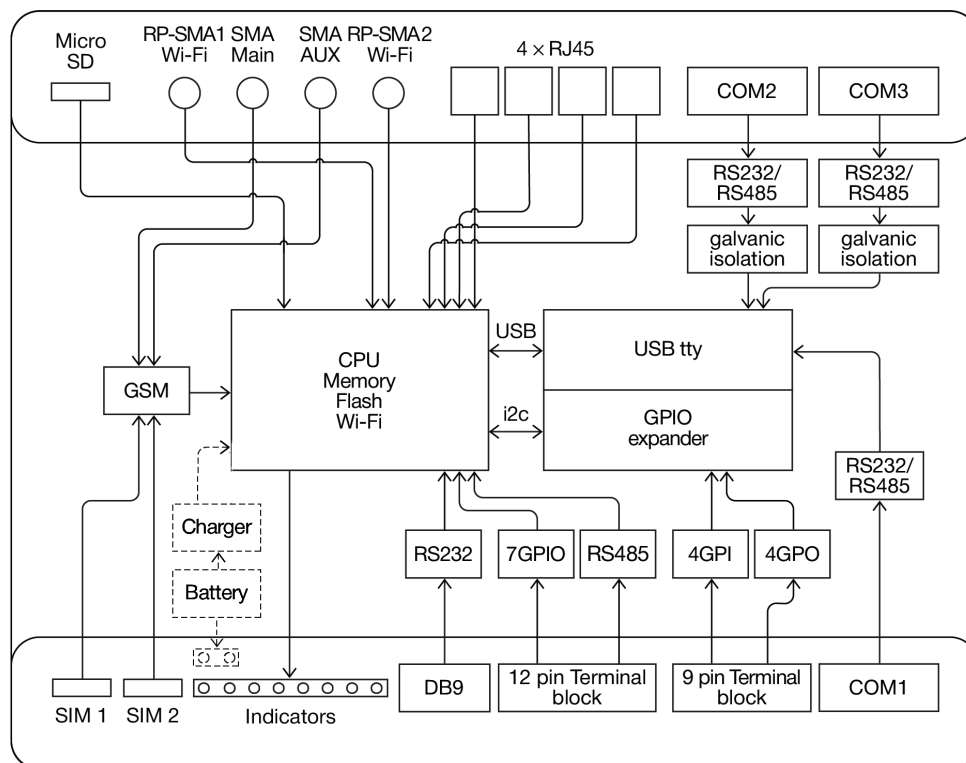 Micro
SD
RP-SMA1
Wi-Fi
SMA
Main
SMA
AUX
RP-SMA2
Wi-Fi
4 × RJ45
COM2
COM3
RS232/
RS485
RS232/
RS485
galvanic
isolation
galvanic
isolation
CPU
Memory
Flash
Wi-Fi
USB
USB tty
i2c
GPIO
expander
GSM
RS232/
RS485
Charger
Battery
RS232
7GPIO
RS485
4GPI
4GPO
SIM 1
SIM 2
Indicators
DB9
12 pin Terminal
block
9 pin Terminal
block
COM1